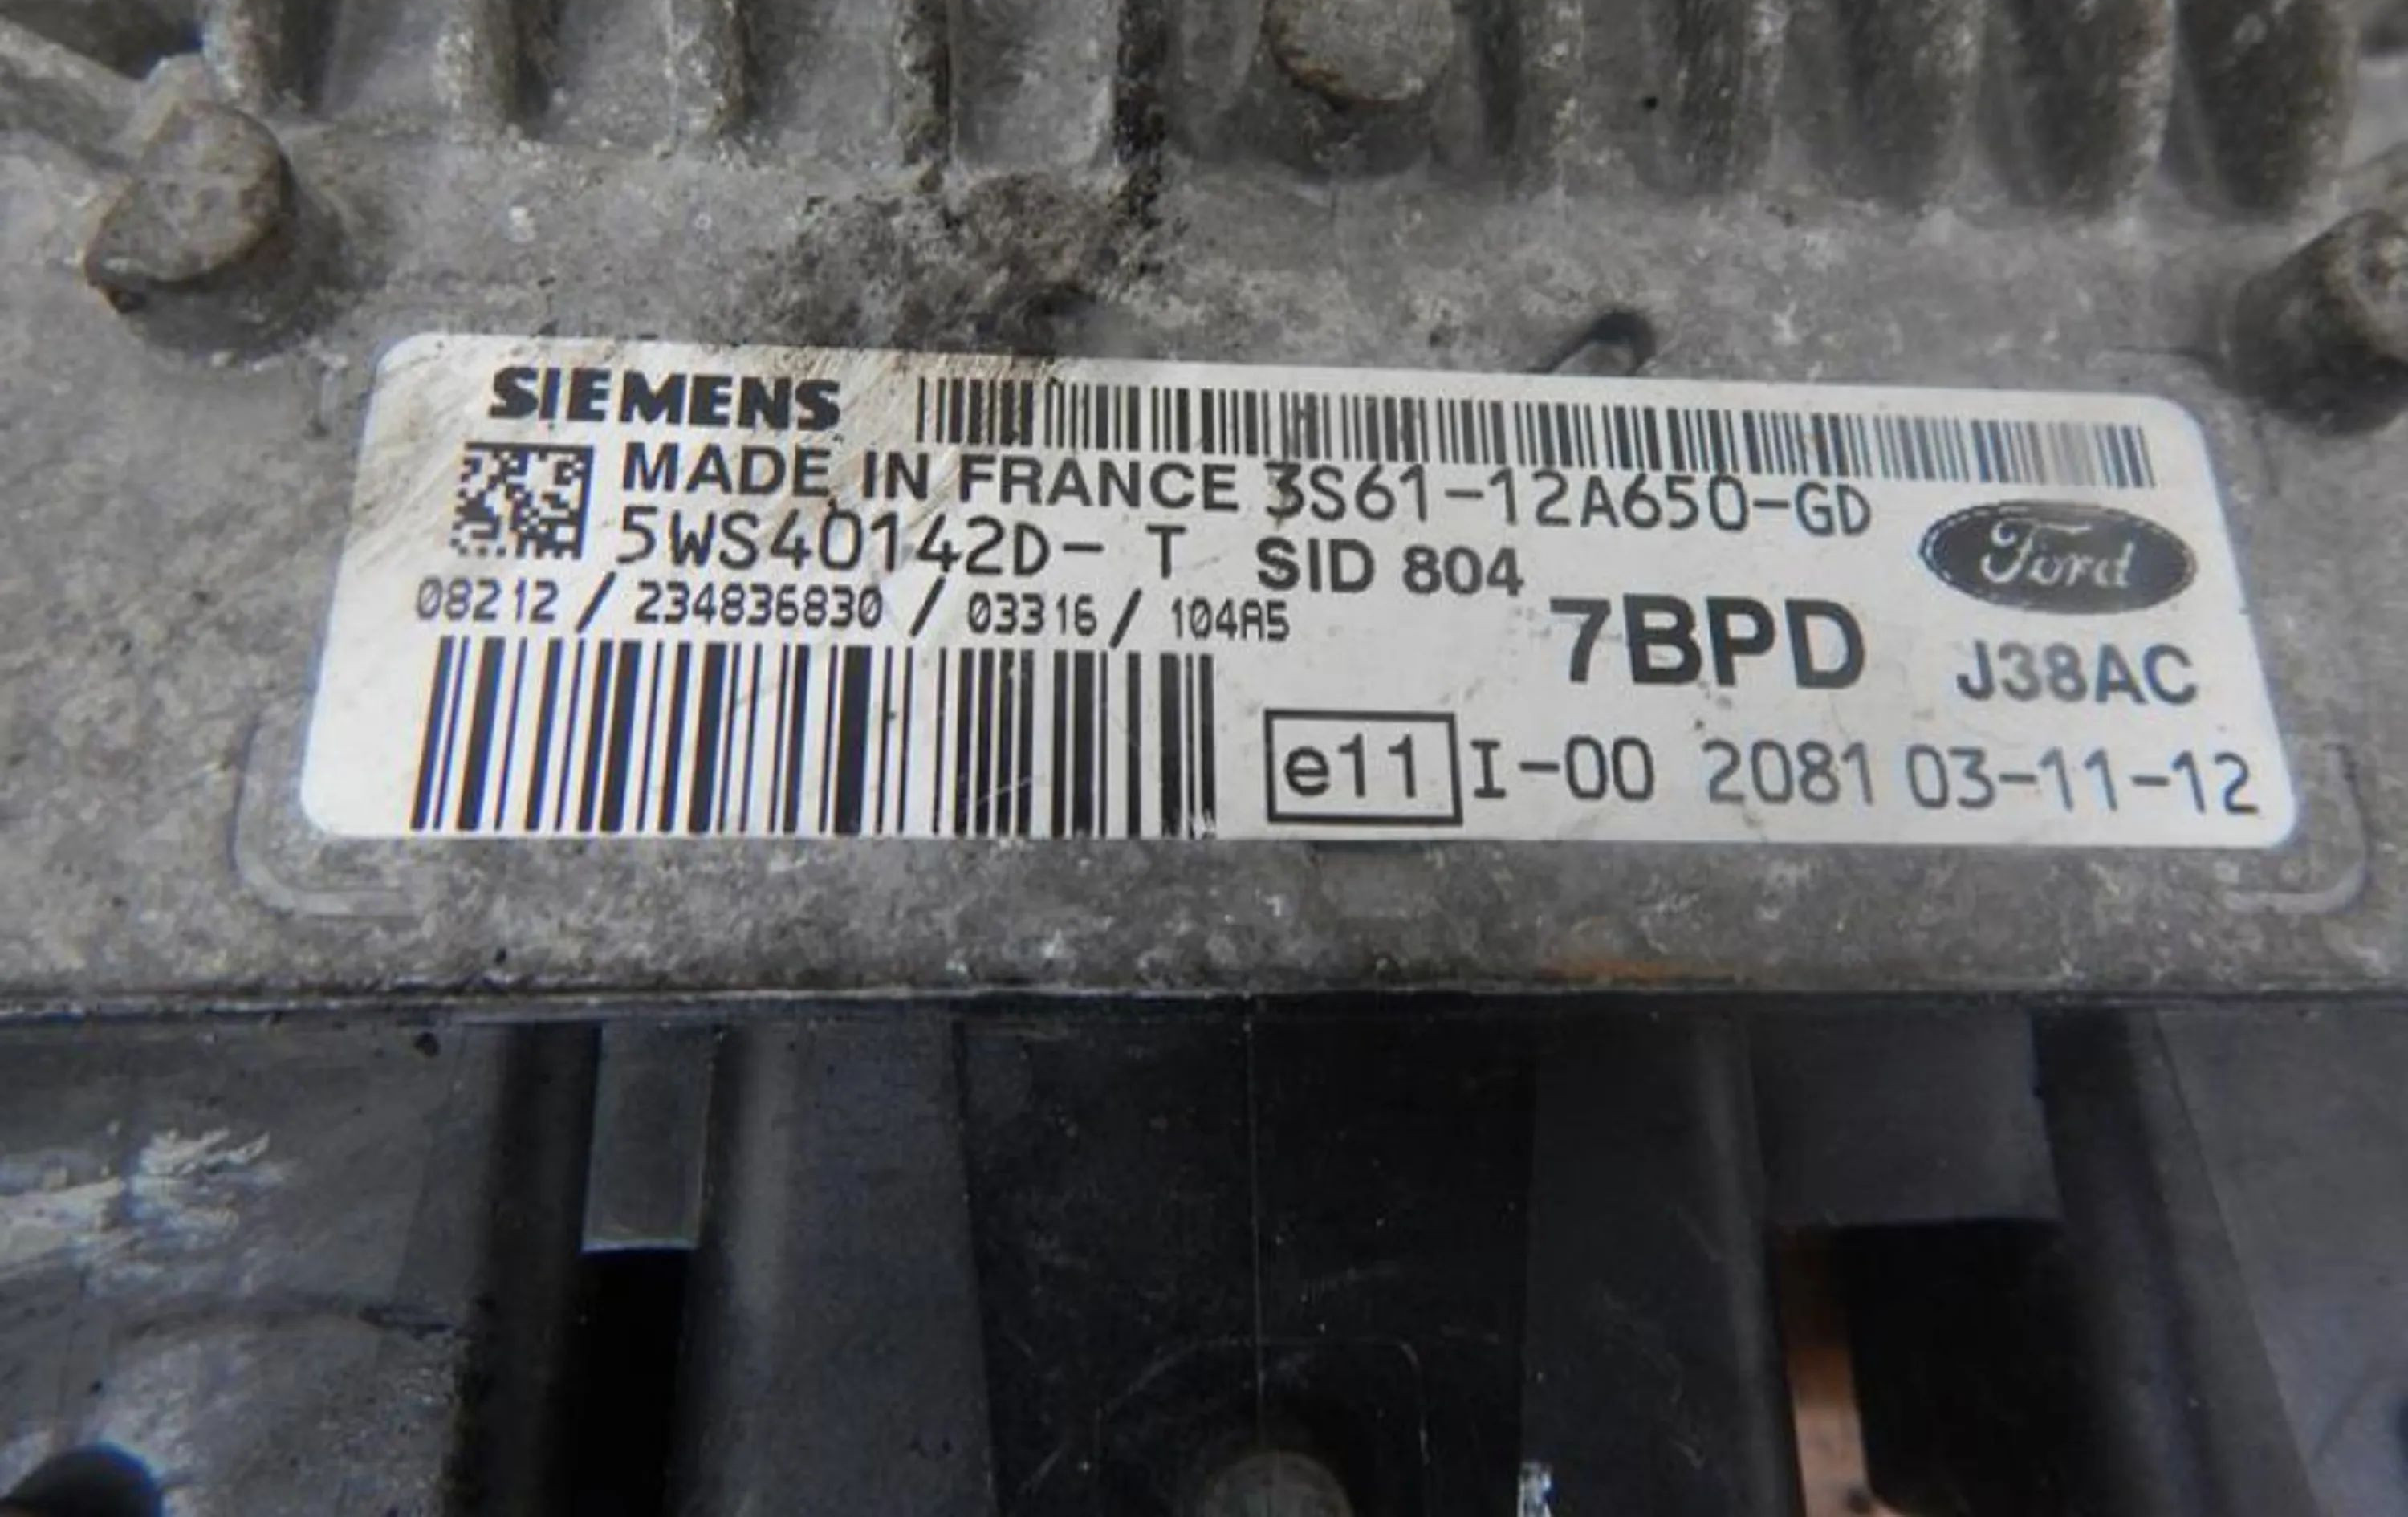 SIEMENS
MADE IN FRANCE 3S61-12A650-GD
5WS40142D- T SID 804
Ford
08212 / 234836830 / 03316 / 104A5
7BPD J38AC
e11 I-00 2081 03-11-12